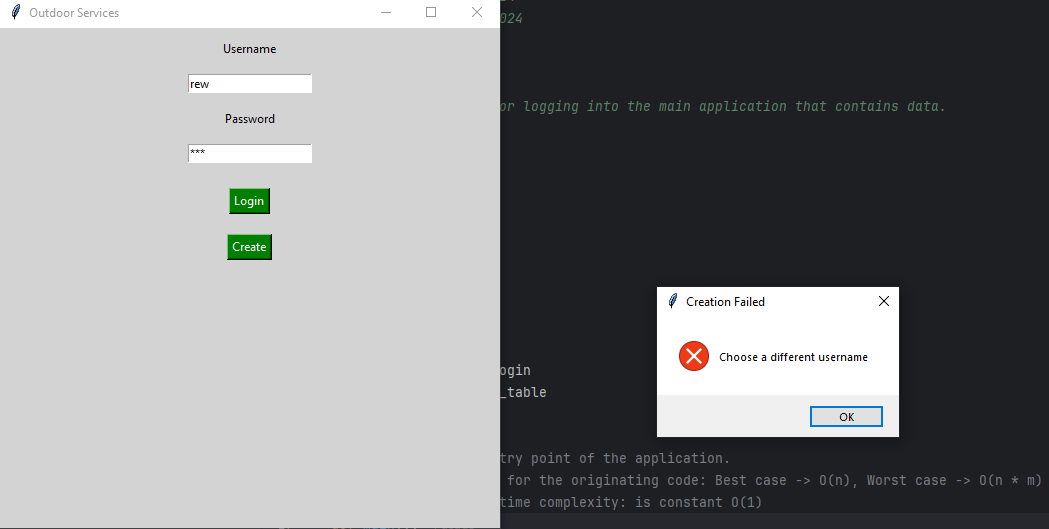 Outdoor Services
Username
rew
Password
***
Login
Create
024
or logging into the main application that contains data.
ogin
_table
try point of the application.
for the originating code: Best case -> O(n), Worst case -> O(n * m)
time complexity: is constant O(1)
Creation Failed
Choose a different username
OK